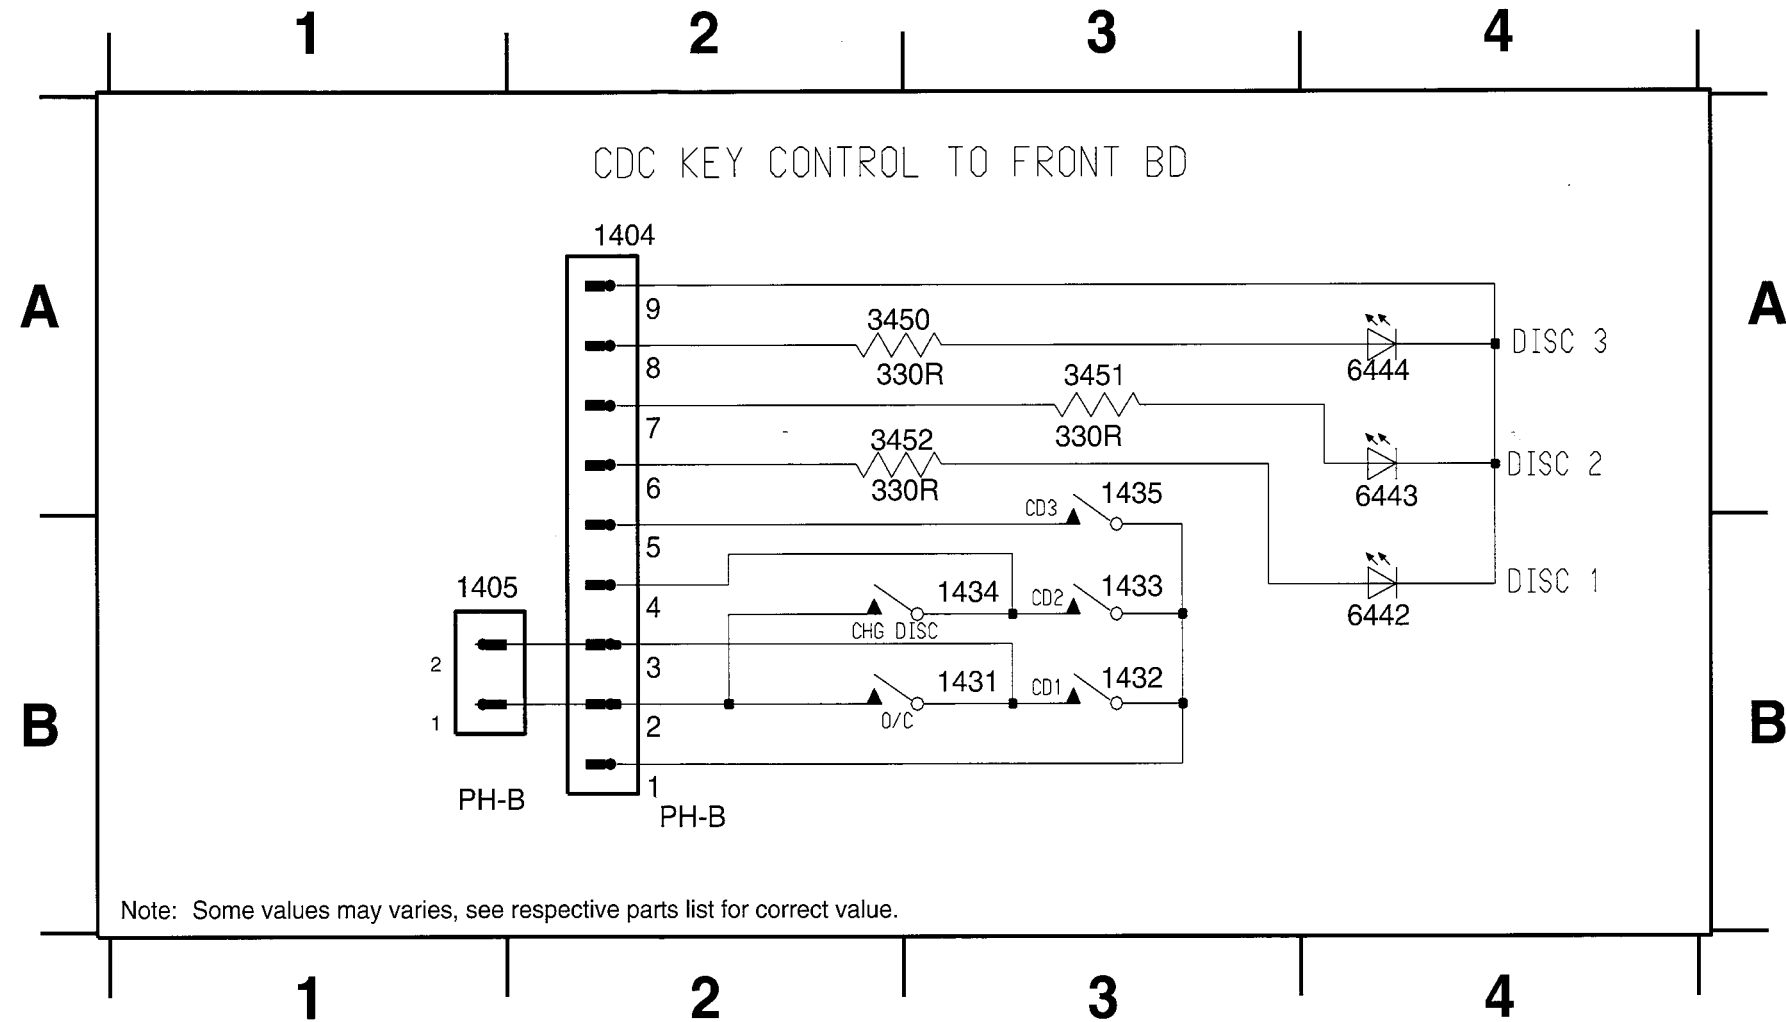 1 2 3 4
CDC KEY CONTROL TO FRONT BD
1404
A A
9
3450
8
330R
6444
DISC 3
3451
7
330R
3452
6
330R
6443
DISC 2
CD3 1435
5
1405
1434
CD2 1433
DISC 1
4
6442
CHG DISC
2
3
1431
CD1 1432
B B
1
2
O/C
1
PH-B
PH-B
Note: Some values may varies, see respective parts list for correct value.
1 2 3 4